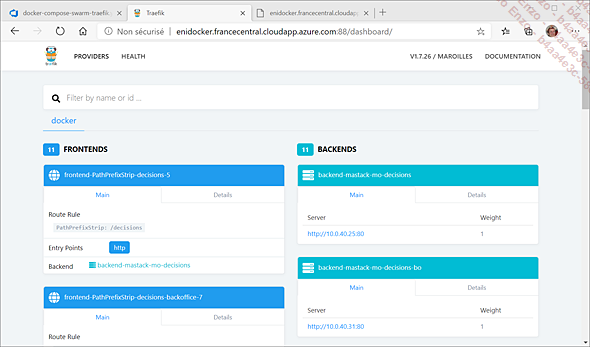 docker-compose-swarm-traefik
Traefik
enidocker.francecentral.cloudapp
Non sécurisé | enidocker.francecentral.cloudapp.azure.com:88/dashboard/
PROVIDERS HEALTH V1.7.26 / MAROILLES DOCUMENTATION
Filter by name or id ...
docker
11 FRONTENDS
frontend-PathPrefixStrip-decisions-5
Main Details
Route Rule
PathPrefixStrip: /decisions
Entry Points http
Backend backend-mastack-mo-decisions
frontend-PathPrefixStrip-decisions-backoffice-7
Main Details
Route Rule
11 BACKENDS
backend-mastack-mo-decisions
Main Details
Server Weight
http://10.0.40.25:80 1
backend-mastack-mo-decisions-bo
Main Details
Server Weight
http://10.0.40.31:80 1